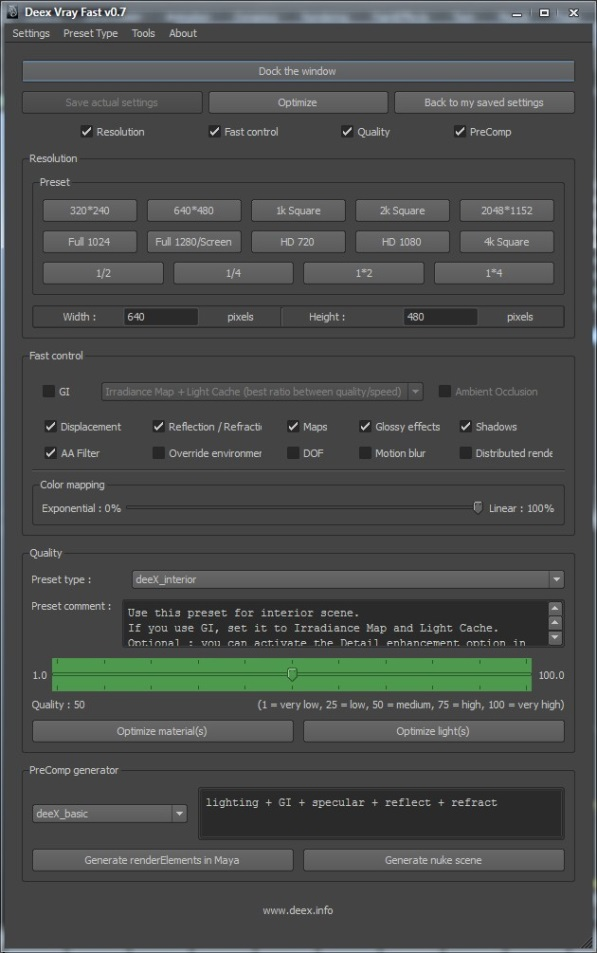 Deex Vray Fast v0.7
Settings Preset Type Tools About
Dock the window
Save actual settings Optimize Back to my saved settings
Resolution Fast control Quality PreComp
Resolution
Preset
320*240 640*480 1k Square 2k Square 2048*1152
Full 1024 Full 1280/Screen HD 720 HD 1080 4k Square
1/2 1/4 1*2 1*4
Width : 640 pixels Height : 480 pixels
Fast control
GI Irradiance Map + Light Cache (best ratio between quality/speed) Ambient Occlusion
Displacement Reflection / Refracti Maps Glossy effects Shadows
AA Filter Override environmer DOF Motion blur Distributed rende
Color mapping
Exponential : 0% Linear : 100%
Quality
Preset type : deeX_interior
Preset comment : Use this preset for interior scene.
If you use GI, set it to Irradiance Map and Light Cache.
Optional : you can activate the Detail enhancement option in
1.0 100.0
Quality : 50 (1 = very low, 25 = low, 50 = medium, 75 = high, 100 = very high)
Optimize material(s) Optimize light(s)
PreComp generator
deeX_basic lighting + GI + specular + reflect + refract
Generate renderElements in Maya Generate nuke scene
www.deex.info